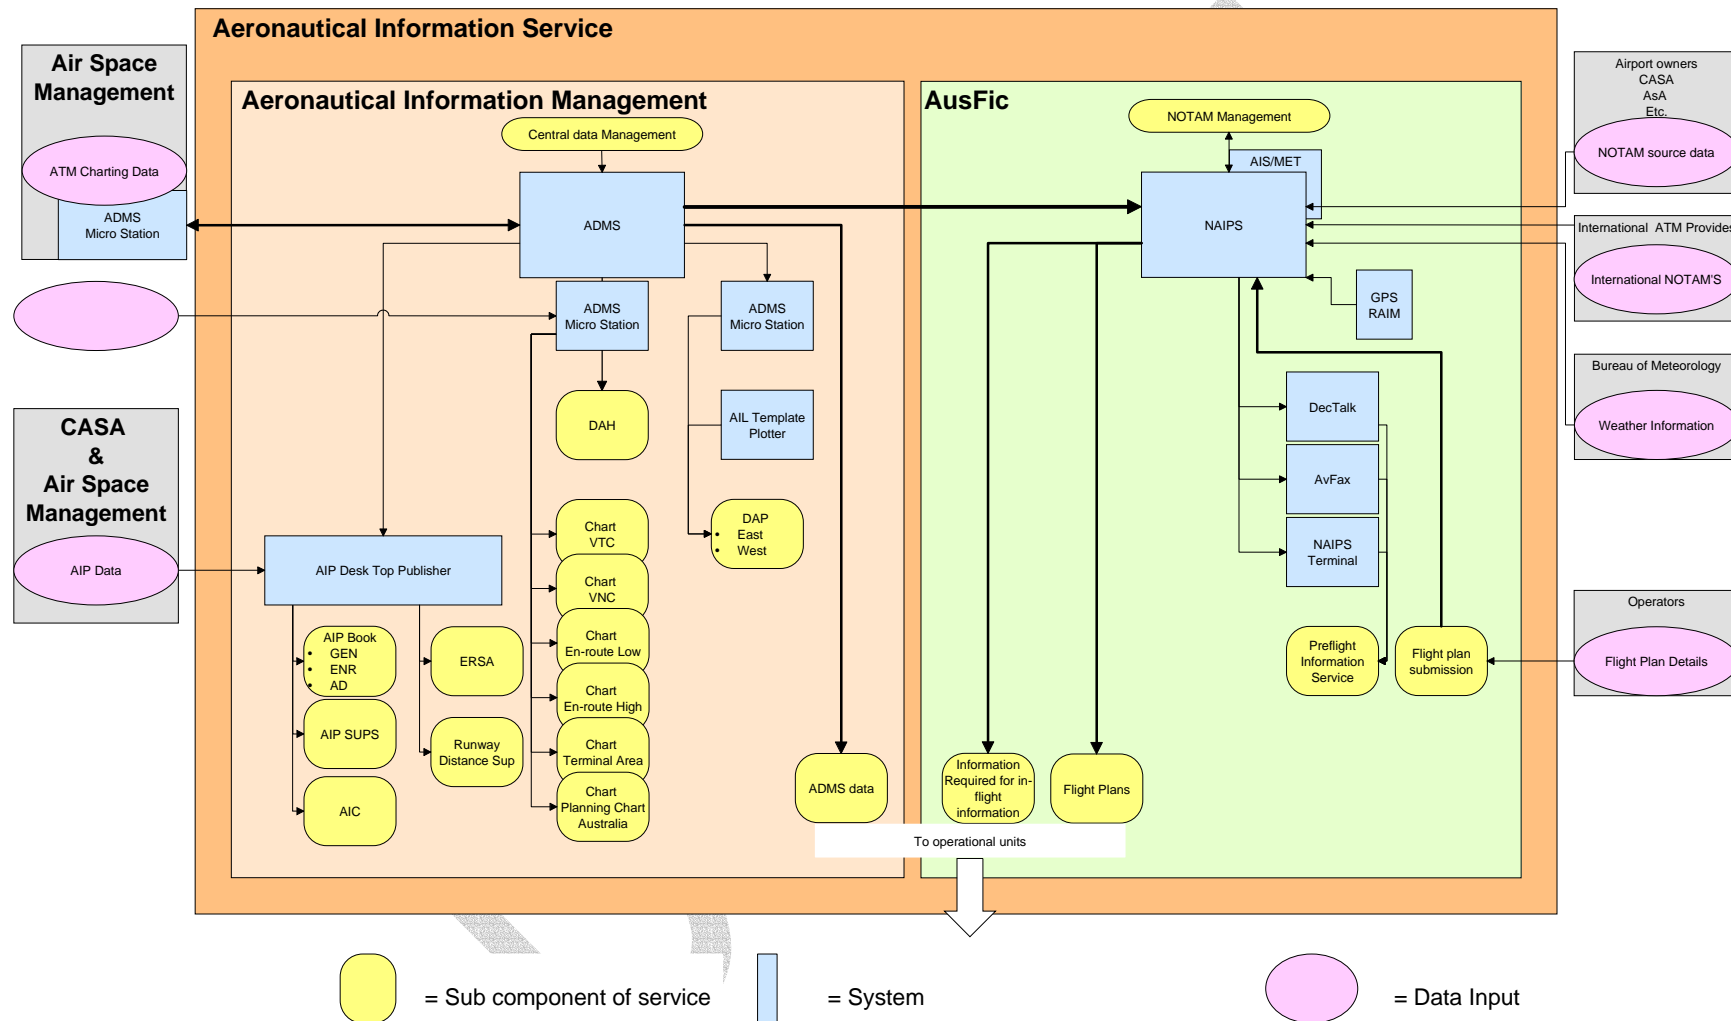 Aeronautical Information Service
Air Space
Management
ATM Charting Data
ADMS
Micro Station
CASA
&
Air Space
Management
AIP Data
Aeronautical Information Management
Central data Management
ADMS
ADMS
Micro Station
ADMS
Micro Station
DAH
AIL Template
Plotter
Chart
VTC
Chart
VNC
Chart
En-route Low
Chart
En-route High
Chart
Terminal Area
Chart
Planning Chart
Australia
DAP
• East
• West
AIP Desk Top Publisher
AIP Book
• GEN
• ENR
• AD
AIP SUPS
AIC
ERSA
Runway
Distance Sup
ADMS data
AusFic
NOTAM Management
AIS/MET
NAIPS
GPS
RAIM
DecTalk
AvFax
NAIPS
Terminal
Preflight
Information
Service
Flight plan
submission
Information
Required for in-
flight
information
Flight Plans
To operational units
Airport owners
CASA
AsA
Etc.
NOTAM source data
International ATM Provides
International NOTAM'S
Bureau of Meteorology
Weather Information
Operators
Flight Plan Details
= Sub component of service
= System
= Data Input